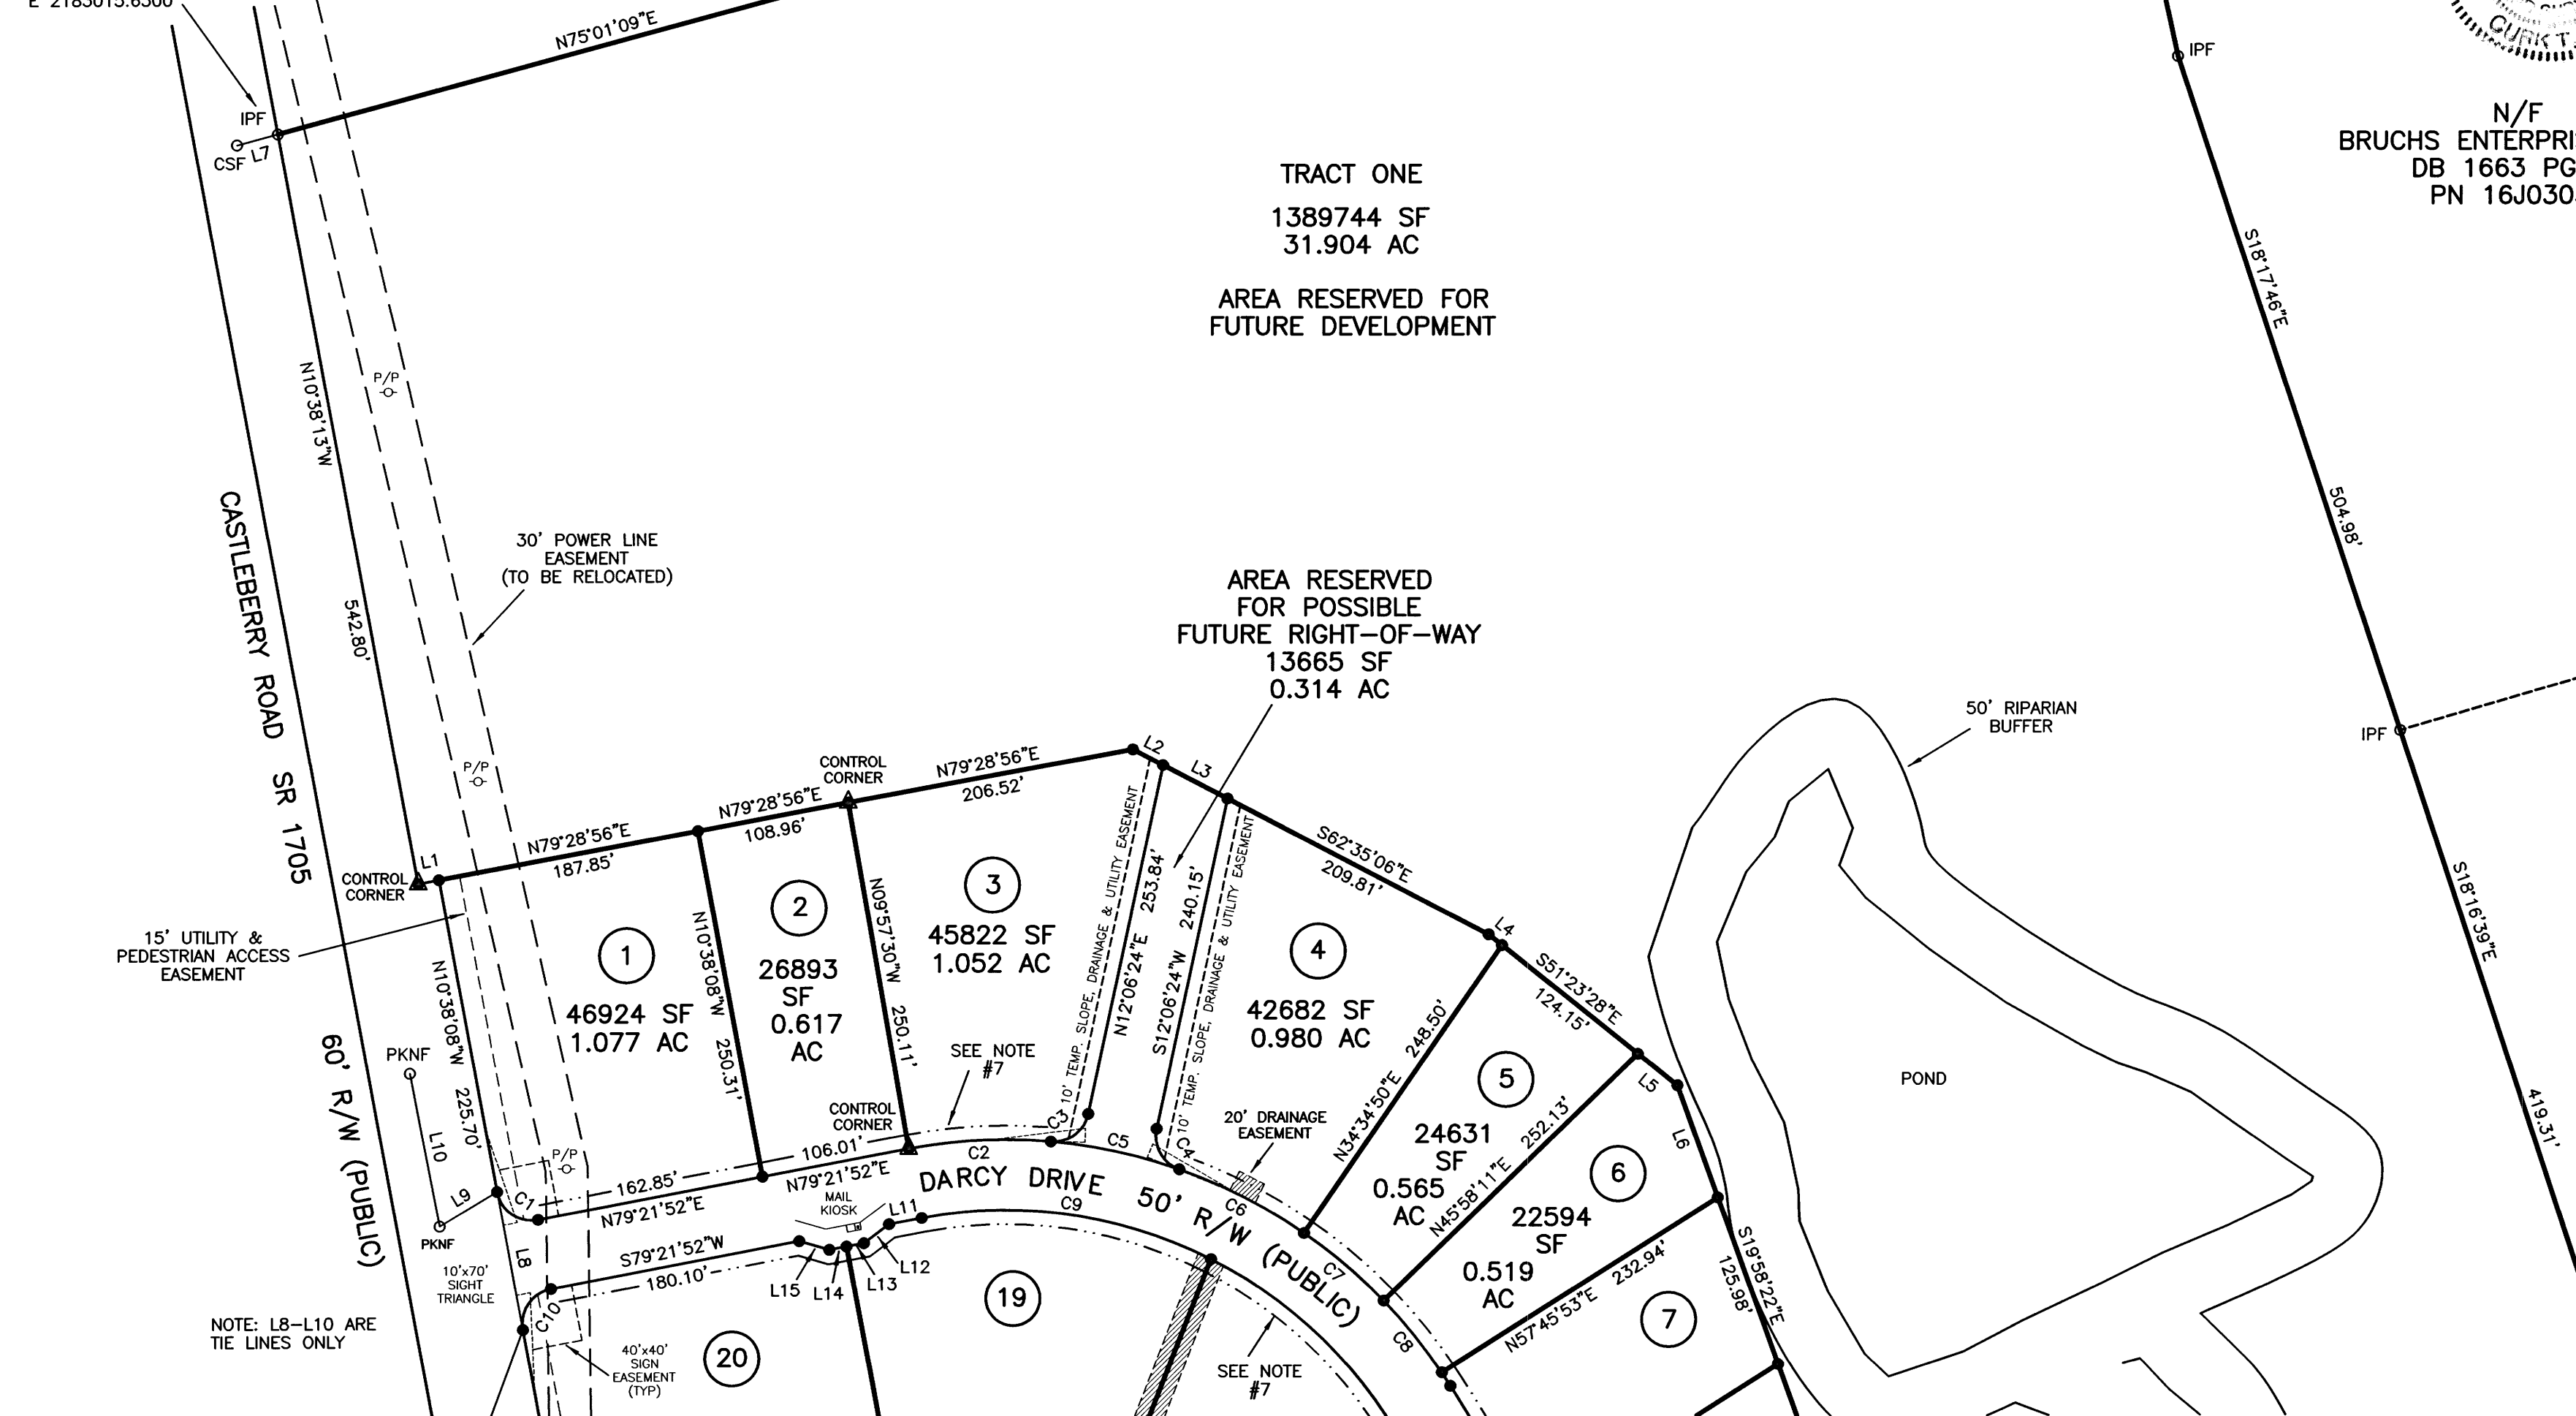 E 2183015.6300
N75°01'09"E
IPF
CSF
L7
IPF
N/F
BRUCHS ENTERPRI
DB 1663 PG
PN 16J030
TRACT ONE
1389744 SF
31.904 AC
AREA RESERVED FOR
FUTURE DEVELOPMENT
S18°17'46"E
504.98'
N10°38'13"W
542.80'
P/P
CASTLEBERRY ROAD SR 1705
60' R/W (PUBLIC)
30' POWER LINE
EASEMENT
(TO BE RELOCATED)
P/P
AREA RESERVED
FOR POSSIBLE
FUTURE RIGHT-OF-WAY
13665 SF
0.314 AC
50' RIPARIAN
BUFFER
IPF
S18°16'39"E
419.31'
POND
CONTROL
CORNER
L1
N79°28'56"E
187.85'
N79°28'56"E
108.96'
CONTROL
CORNER
N79°28'56"E
206.52'
L2
L3
S62°35'06"E
209.81'
L4
S51°23'28"E
124.15'
L5
L6
15' UTILITY &
PEDESTRIAN ACCESS
EASEMENT
N10°38'08"W 225.70'
1
46924 SF
1.077 AC
N10°38'08"W 250.31'
2
26893
SF
0.617
AC
N09°57'30"W 250.11'
3
45822 SF
1.052 AC
SEE NOTE
#7
10' TEMP. SLOPE, DRAINAGE & UTILITY EASEMENT
N12°06'24"E 253.84'
S12°06'24"W 240.15'
10' TEMP. SLOPE, DRAINAGE & UTILITY EASEMENT
4
42682 SF
0.980 AC
N34°34'50"E 248.50'
5
24631
SF
0.565
AC
N45°58'11"E 252.13'
6
22594
SF
0.519
AC
N57°45'53"E 232.94'
7
S19°58'22"E
125.98'
PKNF
L10
L9
PKNF
L8
C1
P/P
162.85'
N79°21'52"E
106.01'
N79°21'52"E
CONTROL
CORNER
C2
C3
C5
C4
20' DRAINAGE
EASEMENT
C6
C7
C8
DARCY DRIVE 50' R/W (PUBLIC)
C9
MAIL
KIOSK
L11
L12
L13
L14
L15
S79°21'52"W
180.10'
10'x70'
SIGHT
TRIANGLE
C10
NOTE: L8-L10 ARE
TIE LINES ONLY
40'x40'
SIGN
EASEMENT
(TYP)
20
19
SEE NOTE
#7